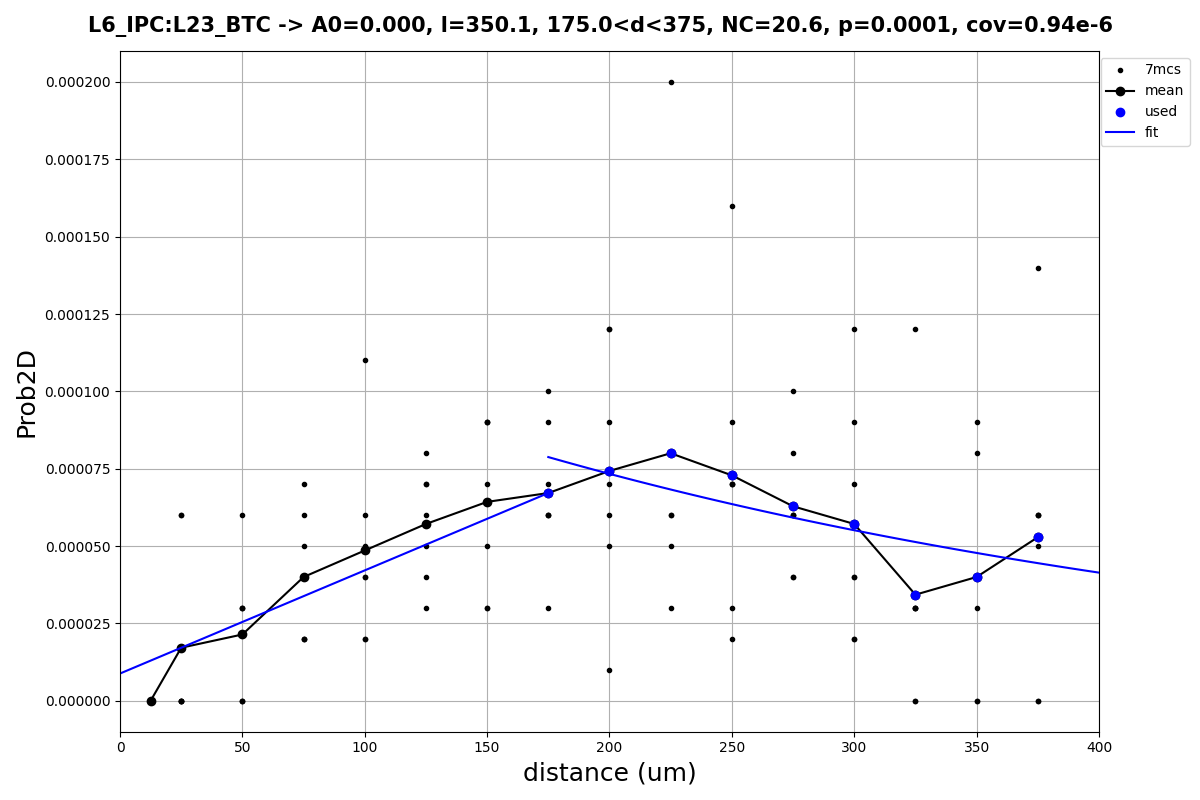 L6_IPC:L23_BTC -> A0=0.000, l=350.1, 175.0<d<375, NC=20.6, p=0.0001, cov=0.94e-6
7mcs
mean
used
fit
Prob2D
0.000200
0.000175
0.000150
0.000125
0.000100
0.000075
0.000050
0.000025
0.000000
0 50 100 150 200 250 300 350 400
distance (um)